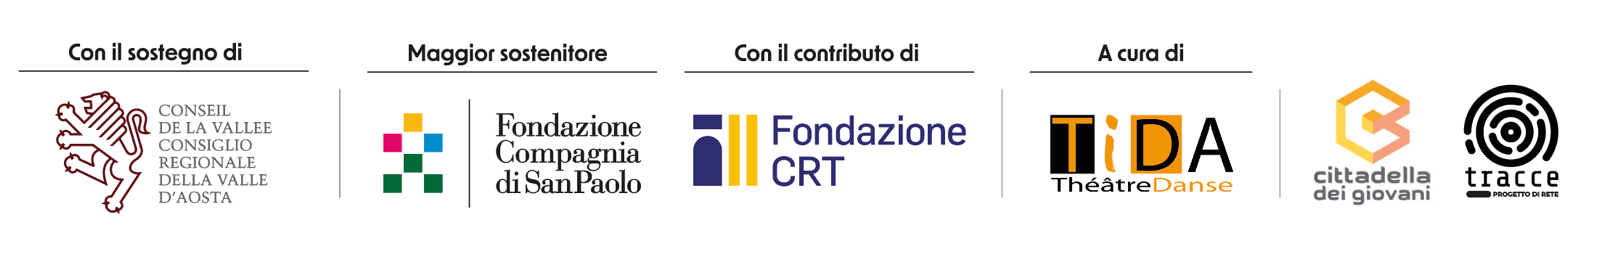 Con il sostegno di
CONSEIL
DE LA VALLEE
CONSIGLIO
REGIONALE
DELLA VALLE
D'AOSTA
Maggior sostenitore
Fondazione
Compagnia
di San Paolo
Con il contributo di
Fondazione
CRT
A cura di
TiDA
ThéâtreDanse
cittadella
dei giovani
tracce
PROGETTO DI RETE